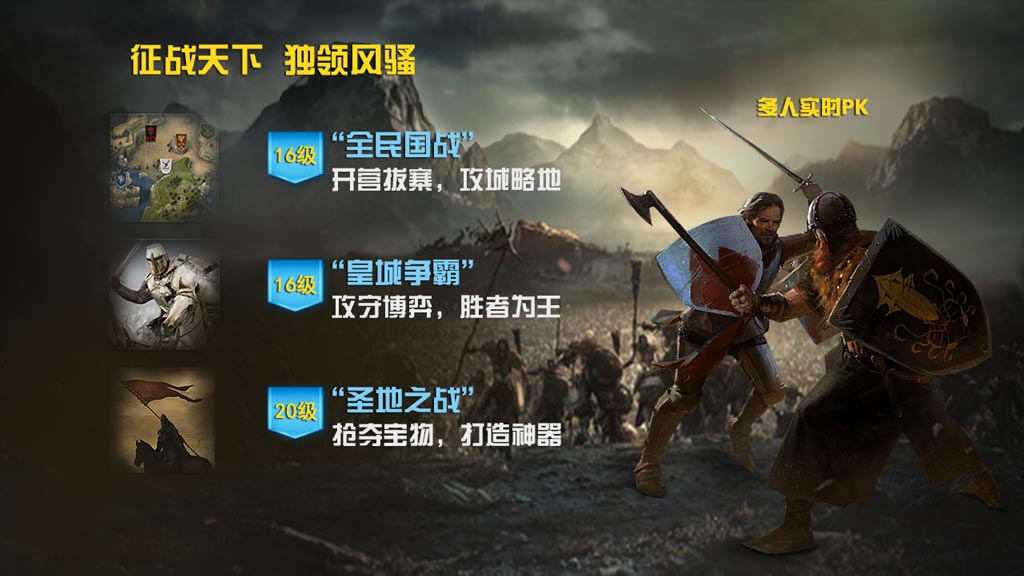 征战天下 独领风骚
多人实时PK
16级
“全民国战”
开营拔寨，攻城略地
16级
“皇城争霸”
攻守博弈，胜者为王
20级
“圣地之战”
抢夺宝物，打造神器